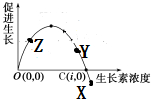 促进生长
Z
Y
O(0,0)
C(i,0)
生长素浓度
X